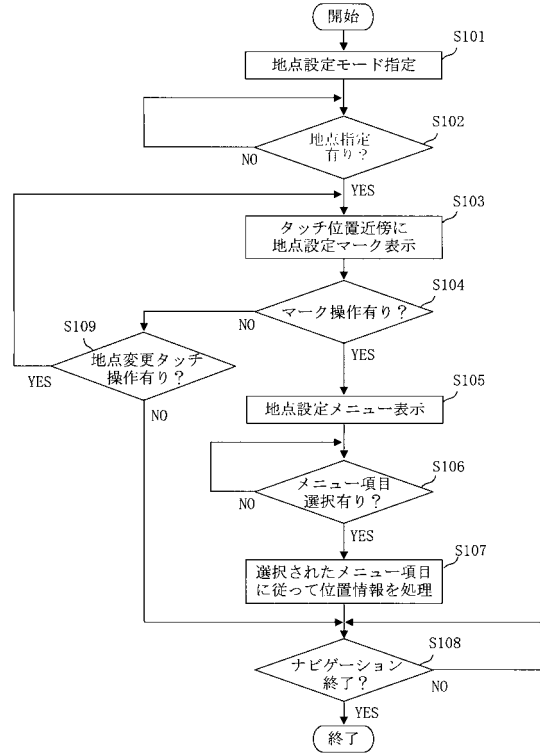 開始
S101
地点設定モード指定
S102
地点指定
有り？
NO
YES
S103
タッチ位置近傍に
地点設定マーク表示
S104
マーク操作有り？
NO
YES
S109
地点変更タッチ
操作有り？
YES
NO
S105
地点設定メニュー表示
S106
メニュー項目
選択有り？
NO
YES
S107
選択されたメニュー項目
に従って位置情報を処理
S108
ナビゲーション
終了？
NO
YES
終了